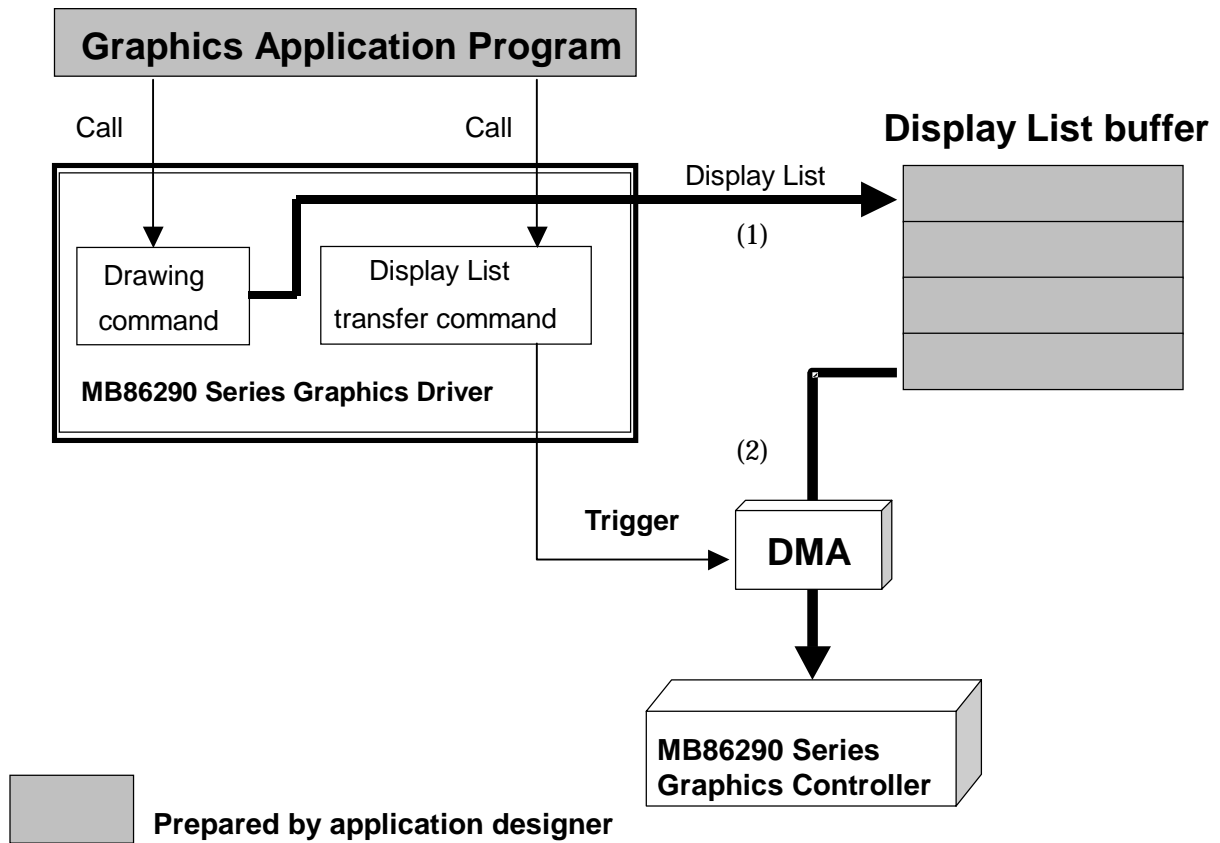 Graphics Application Program
Call
Call
Display List buffer
Display List
(1)
Drawing
command
Display List
transfer command
MB86290 Series Graphics Driver
(2)
Trigger
DMA
MB86290 Series
Graphics Controller
Prepared by application designer